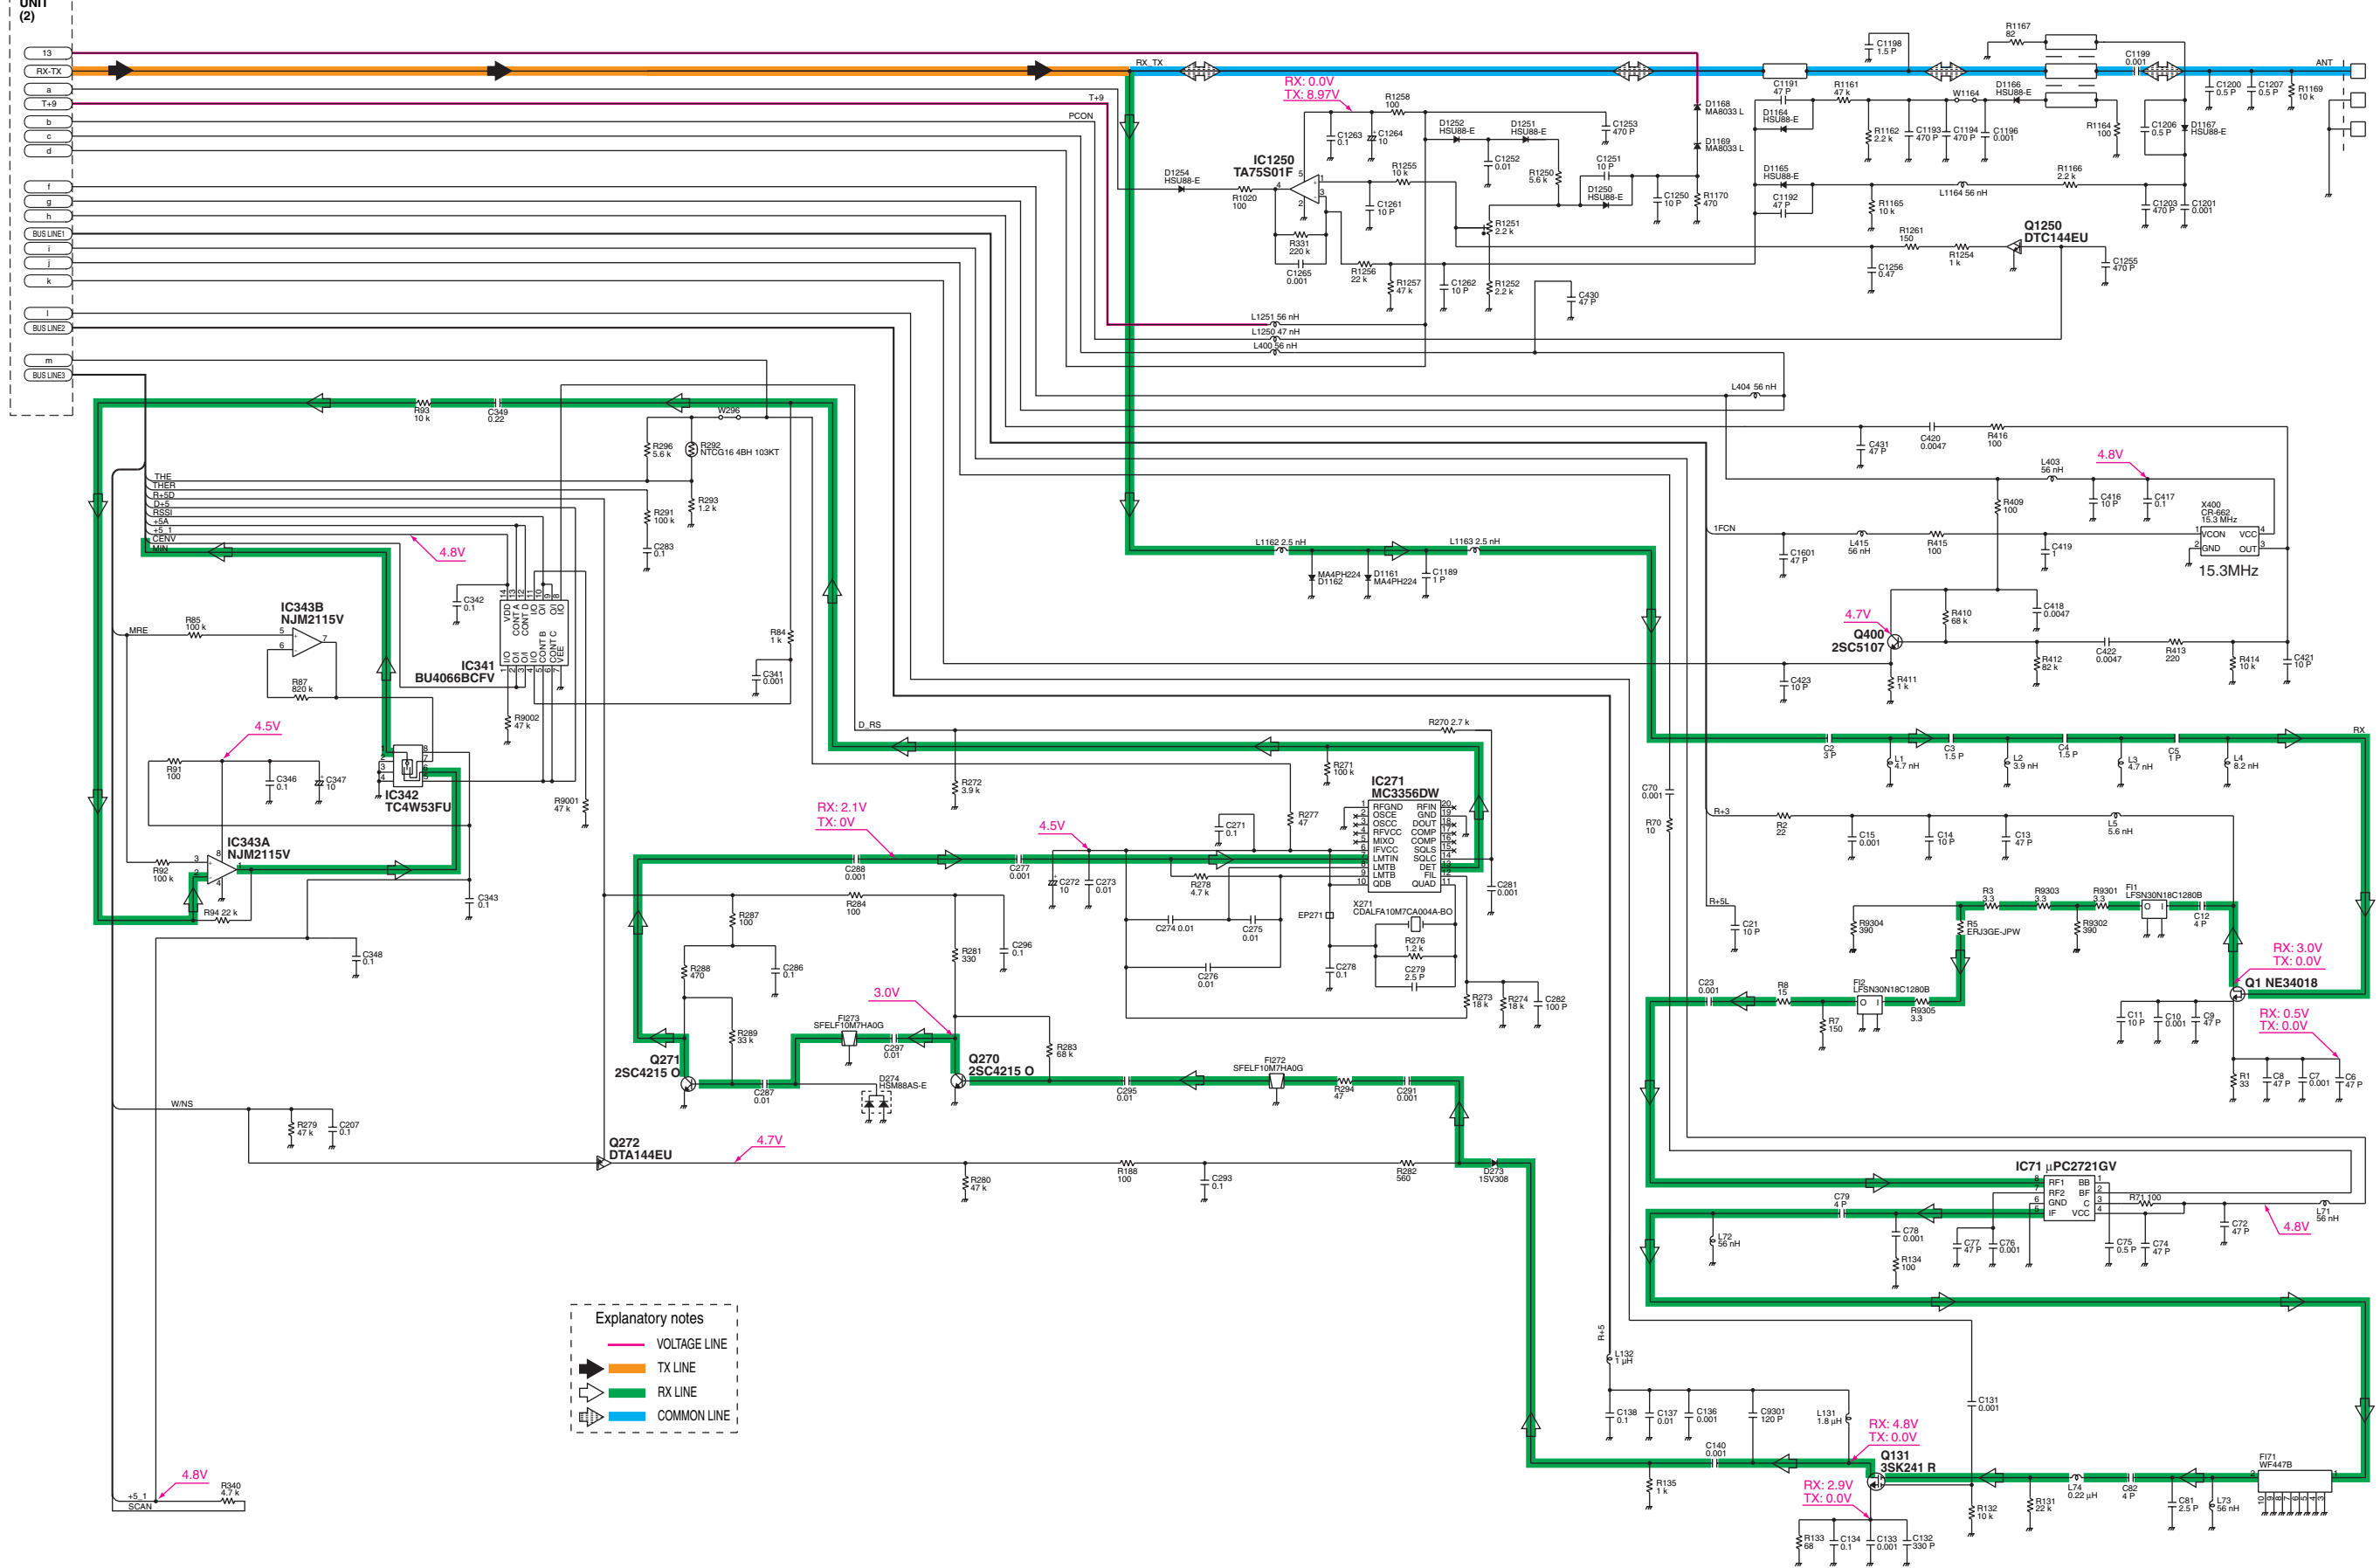 UNIT
(2)
13
RX-TX
a
T+9
b
c
d
f
g
h
BUS LINE1
i
j
k
l
BUS LINE2
m
BUS LINE3
T+9
PCON
RX_TX
RX: 0.0V
TX: 8.97V
R1258
100
C1263
0.1
C1264
10
D1252
HSU88-E
D1251
HSU88-E
C1253
470 P
D1168
MA8033 L
D1169
MA8033 L
IC1250
TA75S01F
D1254
HSU88-E
R1020
100
R1255
10 k
C1252
0.01
R1250
5.6 k
C1251
10 P
D1250
HSU88-E
C1250
10 P
R1170
470
C1261
10 P
R331
220 k
C1265
0.001
R1251
2.2 k
R1256
22 k
R1257
47 k
C1262
10 P
R1252
2.2 k
C430
47 P
L1251 56 nH
L1250 47 nH
L400 56 nH
C1198
1.5 P
R1167
82
C1199
0.001
ANT
C1191
47 P
R1161
47 k
W1164
D1166
HSU88-E
C1200
0.5 P
C1207
0.5 P
R1169
10 k
D1164
HSU88-E
R1162
2.2 k
C1193
470 P
C1194
470 P
C1196
0.001
R1164
100
C1206
0.5 P
D1167
HSU88-E
D1165
HSU88-E
C1192
47 P
R1165
10 k
L1164 56 nH
R1166
2.2 k
C1203
470 P
C1201
0.001
Q1250
DTC144EU
R1261
150
R1254
1 k
C1256
0.47
C1255
470 P
L404 56 nH
R93
10 k
C349
0.22
W296
R296
5.6 k
R292
NTCG16 4BH 103KT
R293
1.2 k
R291
100 k
C283
0.1
THE
THER
R+5D
D+5
RSSI
+5A
+5_1
CENV
MIN
4.8V
C342
0.1
IC343B
NJM2115V
R85
100 k
MRE
R87
820 k
IC341
BU4066BCFV
VDD
CONT A
CONT D
I/O
O/I
O/I
I/O
I/O
O/I
O/I
I/O
CONT B
CONT C
VEE
R84
1 k
C341
0.001
R9002
47 k
4.5V
R91
100
C346
0.1
C347
10
IC342
TC4W53FU
R9001
47 k
IC343A
NJM2115V
R92
100 k
R94 22 k
C343
0.1
C348
0.1
D_RS
R270 2.7 k
R272
3.9 k
R271
100 k
R277
47
RX: 2.1V
TX: 0V
4.5V
C271
0.1
IC271
MC3356DW
RFGND
OSCE
OSCC
RFVCC
MIXO
IFVCC
LMTIN
LMTB
LMTB
QDB
RFIN
GND
DOUT
COMP
COMP
SQLS
SQLC
DET
FIL
QUAD
C288
0.001
C277
0.001
C272
10
C273
0.01
R278
4.7 k
C281
0.001
R284
100
R287
100
C274 0.01
C275
0.01
EP271
X271
CDALFA10M7CA004A-BO
R276
1.2 k
C279
2.5 P
R281
330
C296
0.1
C286
0.1
R288
470
C276
0.01
C278
0.1
R273
18 k
R274
18 k
C282
100 P
R289
33 k
3.0V
FI273
SFELF10M7HA0G
C297
0.01
R283
68 k
Q271
2SC4215 O
Q270
2SC4215 O
C287
0.01
D274
HSM88AS-E
C295
0.01
FI272
SFELF10M7HA0G
R294
47
C291
0.001
W/NS
R279
47 k
C207
0.1
Q272
DTA144EU
4.7V
R280
47 k
R188
100
C293
0.1
R282
560
D273
1SV308
L1162 2.5 nH
L1163 2.5 nH
MA4PH224
D1162
D1161
MA4PH224
C1189
1 P
C431
47 P
C420
0.0047
R416
100
L403
56 nH
4.8V
R409
100
C416
10 P
C417
0.1
X400
CR-662
15.3 MHz
VCON
VCC
GND
OUT
15.3MHz
1FCN
C1601
47 P
L415
56 nH
R415
100
C419
1
C418
0.0047
R410
68 k
4.7V
Q400
2SC5107
R412
82 k
C422
0.0047
R413
220
R414
10 k
C421
10 P
C423
10 P
R411
1 k
RX
C2
3 P
L1
4.7 nH
C3
1.5 P
L2
3.9 nH
C4
1.5 P
L3
4.7 nH
C5
1 P
L4
8.2 nH
C70
0.001
R70
10
R+3
R2
22
C15
0.001
C14
10 P
C13
47 P
L5
5.6 nH
R+5L
C21
10 P
R9304
390
R3
3.3
R9303
3.3
R9301
3.3
FI1
LFSN30N18C1280B
O
I
C12
4 P
R5
ERJ3GE-JPW
R9302
390
RX: 3.0V
TX: 0.0V
Q1 NE34018
C23
0.001
R8
15
FI2
LFSN30N18C1280B
O
I
R7
150
R9305
3.3
C11
10 P
C10
0.001
C9
47 P
RX: 0.5V
TX: 0.0V
R1
33
C8
47 P
C7
0.001
C6
47 P
IC71 µPC2721GV
RF1
RF2
GND
IF
BB
BF
C
VCC
R71 100
L71
56 nH
4.8V
C72
47 P
C79
4 P
L72
56 nH
C78
0.001
R134
100
C77
47 P
C76
0.001
C75
0.5 P
C74
47 P
R+5
L132
1 µH
C138
0.1
C137
0.01
C136
0.001
C9301
120 P
L131
1.8 µH
C131
0.001
RX: 4.8V
TX: 0.0V
Q131
3SK241 R
C140
0.001
R135
1 k
RX: 2.9V
TX: 0.0V
R133
68
C134
0.1
C133
0.001
C132
330 P
R132
10 k
R131
22 k
L74
0.22 µH
C82
4 P
C81
2.5 P
L73
56 nH
FI71
WF447B
Explanatory notes
VOLTAGE LINE
TX LINE
RX LINE
COMMON LINE
4.8V
+5_1
SCAN
R340
4.7 k